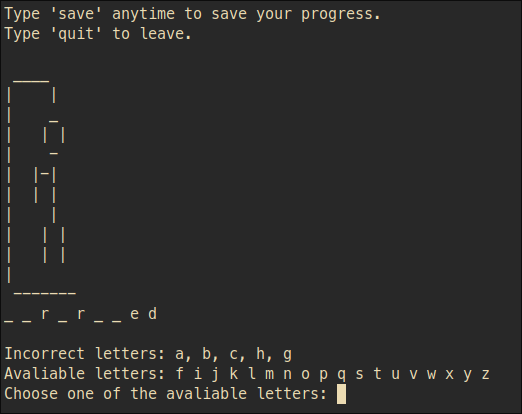 Type 'save' anytime to save your progress.
Type 'quit' to leave.
_ _ r _ r _ _ e d
Incorrect letters: a, b, c, h, g
Avaliable letters: f i j k l m n o p q s t u v w x y z
Choose one of the avaliable letters: